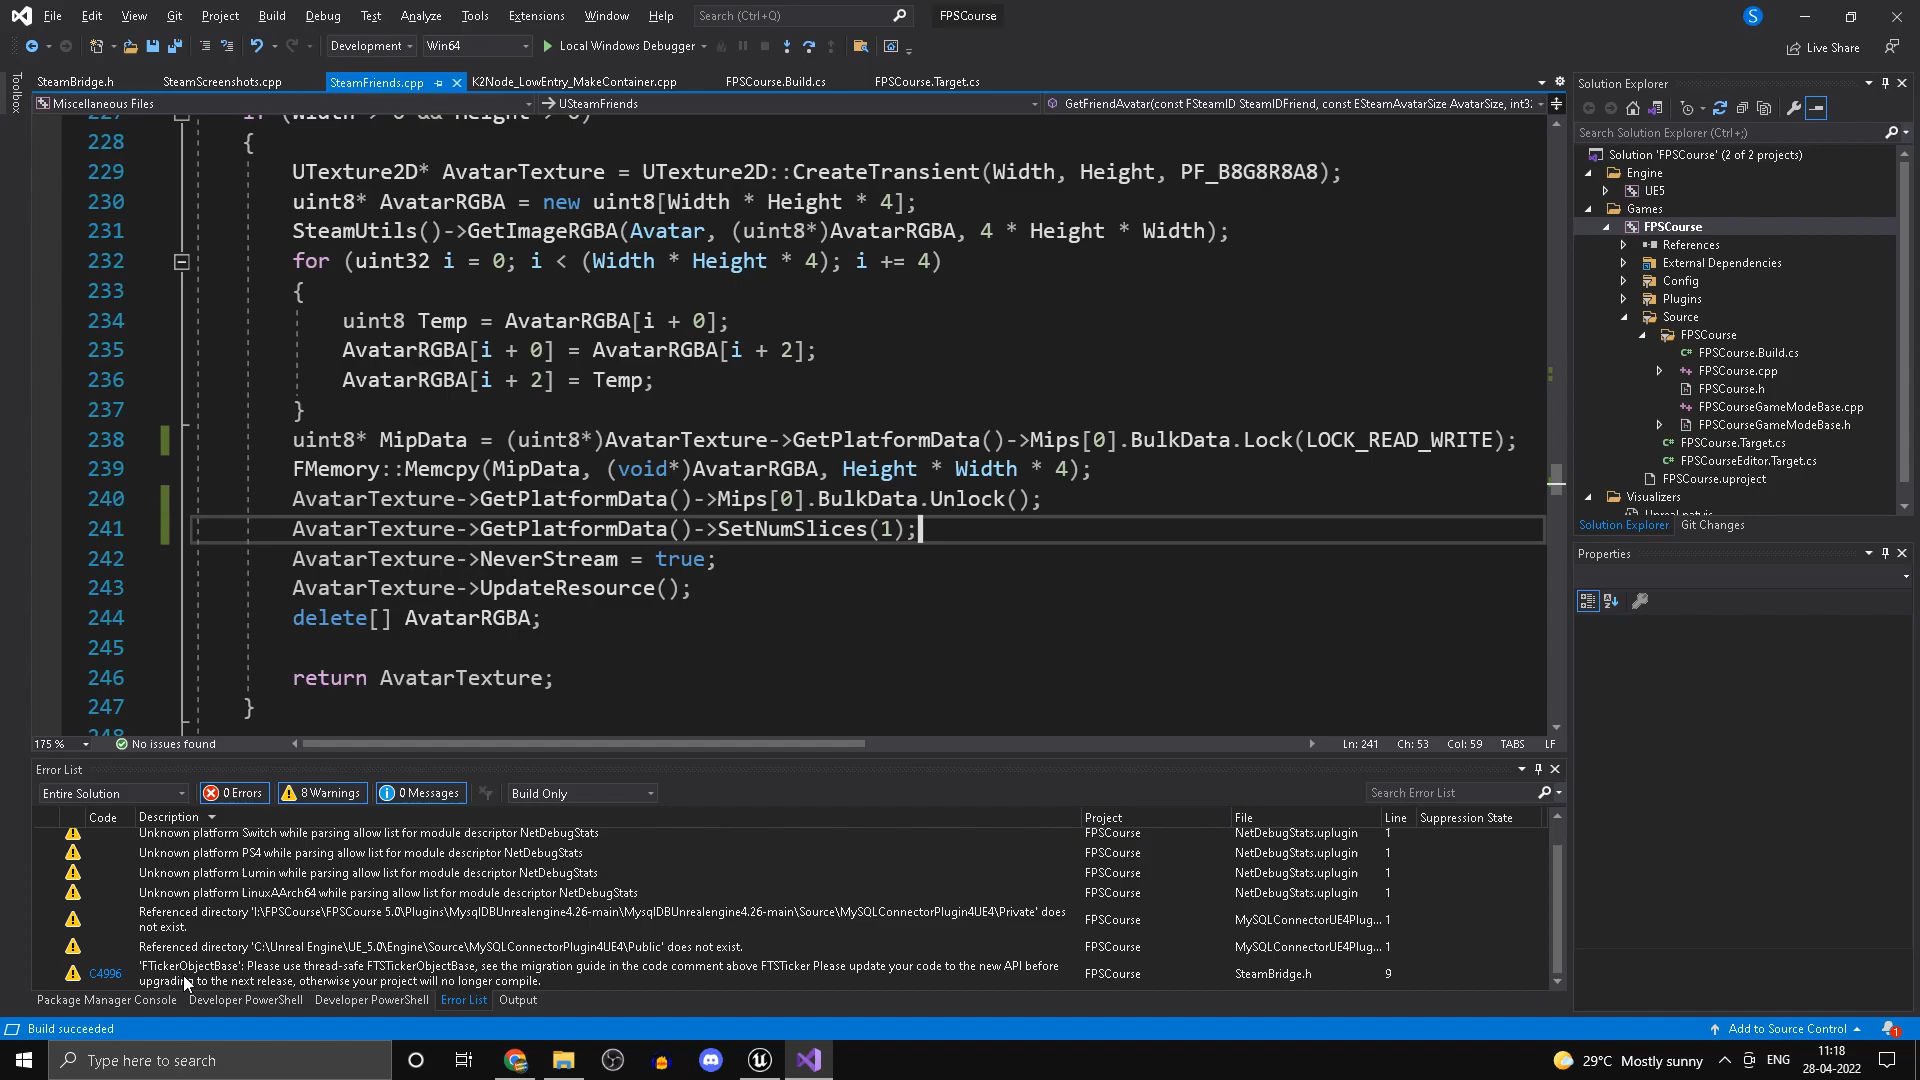 File Edit View Git Project Build Debug Test Analyze Tools Extensions Window Help Search (Ctrl+Q) FPSCourse S
Development Win64 Local Windows Debugger Live Share
Toolbox
SteamBridge.h SteamScreenshots.cpp SteamFriends.cpp K2Node_LowEntry_MakeContainer.cpp FPSCourse.Build.cs FPSCourse.Target.cs
Miscellaneous Files USteamFriends GetFriendAvatar(const FSteamID SteamIDFriend, const ESteamAvatarSize AvatarSize, int32
227 if (Width > 0 && Height > 0)
228 {
229 UTexture2D* AvatarTexture = UTexture2D::CreateTransient(Width, Height, PF_B8G8R8A8);
230 uint8* AvatarRGBA = new uint8[Width * Height * 4];
231 SteamUtils()->GetImageRGBA(Avatar, (uint8*)AvatarRGBA, 4 * Height * Width);
232 for (uint32 i = 0; i < (Width * Height * 4); i += 4)
233 {
234 uint8 Temp = AvatarRGBA[i + 0];
235 AvatarRGBA[i + 0] = AvatarRGBA[i + 2];
236 AvatarRGBA[i + 2] = Temp;
237 }
238 uint8* MipData = (uint8*)AvatarTexture->GetPlatformData()->Mips[0].BulkData.Lock(LOCK_READ_WRITE);
239 FMemory::Memcpy(MipData, (void*)AvatarRGBA, Height * Width * 4);
240 AvatarTexture->GetPlatformData()->Mips[0].BulkData.Unlock();
241 AvatarTexture->GetPlatformData()->SetNumSlices(1);
242 AvatarTexture->NeverStream = true;
243 AvatarTexture->UpdateResource();
244 delete[] AvatarRGBA;
245
246 return AvatarTexture;
247 }
248
175 % No issues found Ln: 241 Ch: 53 Col: 59 TABS LF
Error List
Entire Solution 0 Errors 8 Warnings 0 Messages Build Only Search Error List
Code Description Project File Line Suppression State
Unknown platform Switch while parsing allow list for module descriptor NetDebugStats FPSCourse NetDebugStats.uplugin 1
Unknown platform PS4 while parsing allow list for module descriptor NetDebugStats FPSCourse NetDebugStats.uplugin 1
Unknown platform Lumin while parsing allow list for module descriptor NetDebugStats FPSCourse NetDebugStats.uplugin 1
Unknown platform LinuxAArch64 while parsing allow list for module descriptor NetDebugStats FPSCourse NetDebugStats.uplugin 1
Referenced directory 'I:\FPSCourse\FPSCourse 5.0\Plugins\MysqlDBUnrealengine4.26-main\MysqlDBUnrealengine4.26-main\Source\MySQLConnectorPlugin4UE4\Private' does
not exist. FPSCourse MySQLConnectorUE4Plug... 1
Referenced directory 'C:\Unreal Engine\UE_5.0\Engine\Source\MySQLConnectorPlugin4UE4\Public' does not exist. FPSCourse MySQLConnectorUE4Plug... 1
C4996 'FTickerObjectBase': Please use thread-safe FTSTickerObjectBase, see the migration guide in the code comment above FTSTicker Please update your code to the new API before
upgrading to the next release, otherwise your project will no longer compile. FPSCourse SteamBridge.h 9
Package Manager Console Developer PowerShell Developer PowerShell Error List Output
Solution Explorer
Search Solution Explorer (Ctrl+;)
Solution 'FPSCourse' (2 of 2 projects)
Engine
UE5
Games
FPSCourse
References
External Dependencies
Config
Plugins
Source
FPSCourse
FPSCourse.Build.cs
FPSCourse.cpp
FPSCourse.h
FPSCourseGameModeBase.cpp
FPSCourseGameModeBase.h
FPSCourse.Target.cs
FPSCourseEditor.Target.cs
FPSCourse.uproject
Visualizers
Unreal.natvis
Solution Explorer Git Changes
Properties
Build succeeded Add to Source Control 1
Type here to search 29°C Mostly sunny ENG 11:18
28-04-2022